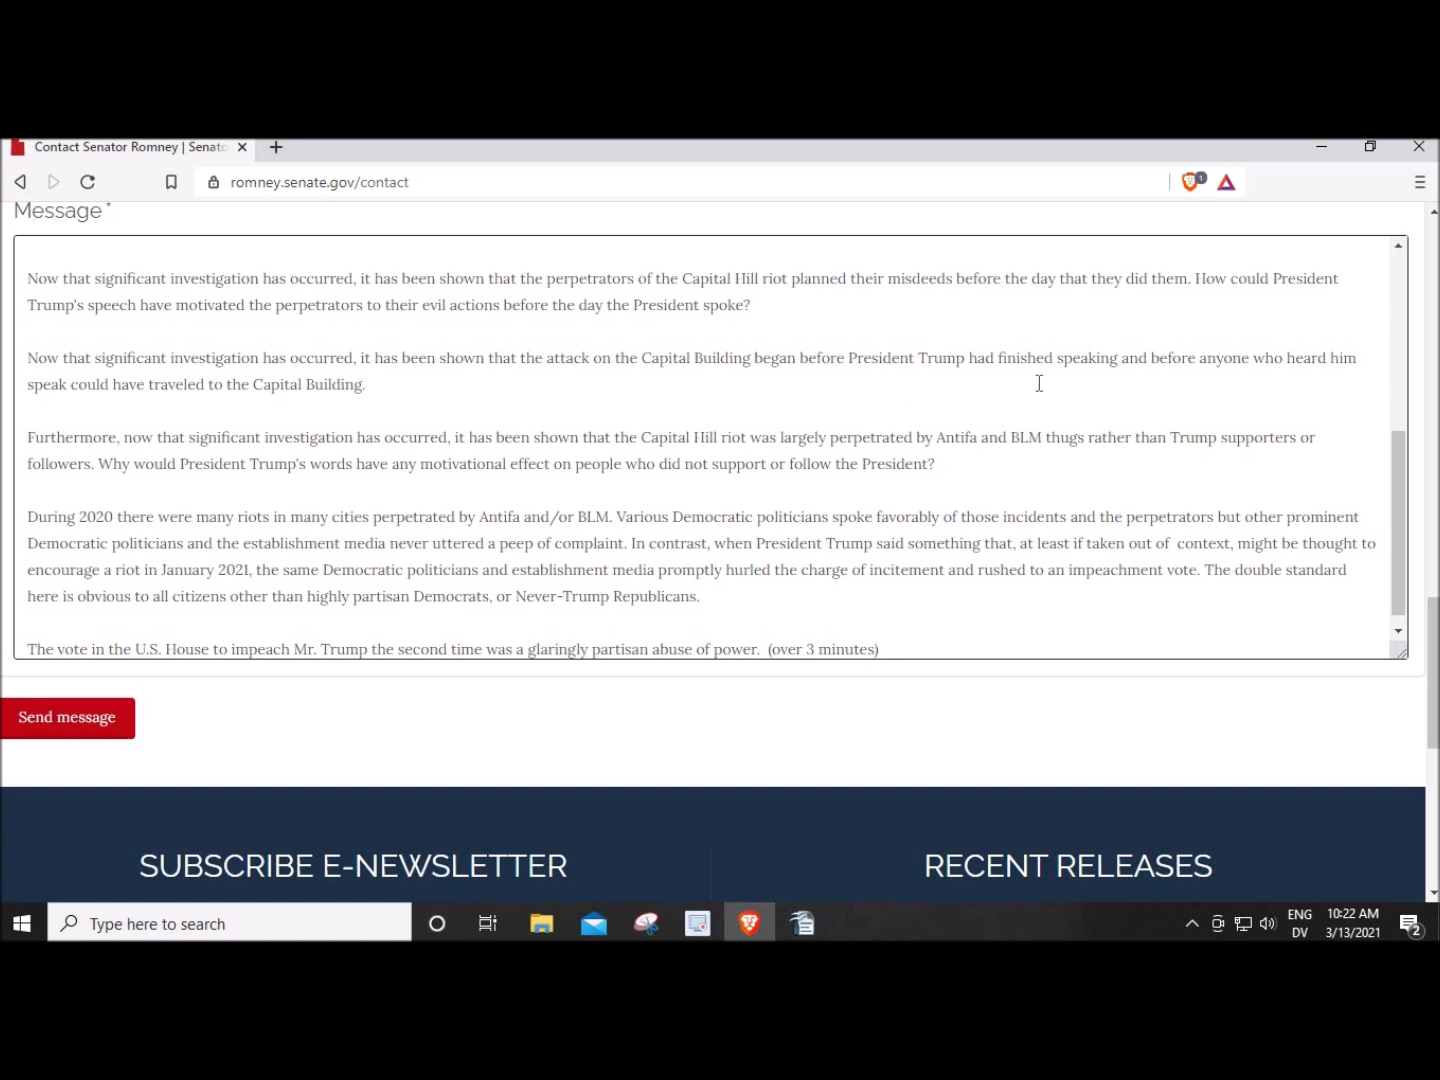 Contact Senator Romney | Senato
romney.senate.gov/contact
1
Message *
Now that significant investigation has occurred, it has been shown that the perpetrators of the Capital Hill riot planned their misdeeds before the day that they did them. How could President
Trump's speech have motivated the perpetrators to their evil actions before the day the President spoke?
Now that significant investigation has occurred, it has been shown that the attack on the Capital Building began before President Trump had finished speaking and before anyone who heard him
speak could have traveled to the Capital Building.
Furthermore, now that significant investigation has occurred, it has been shown that the Capital Hill riot was largely perpetrated by Antifa and BLM thugs rather than Trump supporters or
followers. Why would President Trump's words have any motivational effect on people who did not support or follow the President?
During 2020 there were many riots in many cities perpetrated by Antifa and/or BLM. Various Democratic politicians spoke favorably of those incidents and the perpetrators but other prominent
Democratic politicians and the establishment media never uttered a peep of complaint. In contrast, when President Trump said something that, at least if taken out of  context, might be thought to
encourage a riot in January 2021, the same Democratic politicians and establishment media promptly hurled the charge of incitement and rushed to an impeachment vote. The double standard
here is obvious to all citizens other than highly partisan Democrats, or Never-Trump Republicans.
The vote in the U.S. House to impeach Mr. Trump the second time was a glaringly partisan abuse of power.  (over 3 minutes)
Send message
SUBSCRIBE E-NEWSLETTER
RECENT RELEASES
Type here to search
ENG
DV
10:22 AM
3/13/2021
2